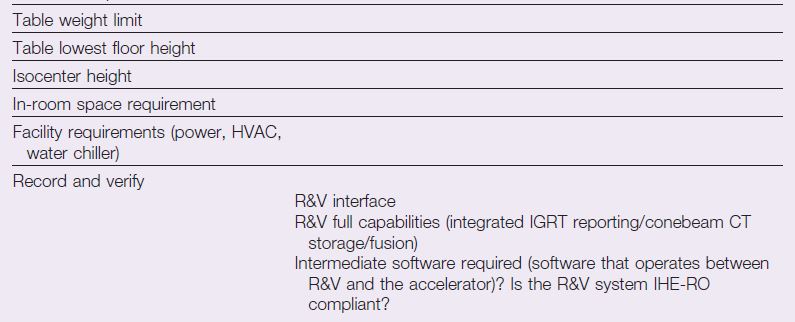 Table weight limit
Table lowest floor height
Isocenter height
In-room space requirement
Facility requirements (power, HVAC,
water chiller)
Record and verify
R&V interface
R&V full capabilities (integrated IGRT reporting/conebeam CT
storage/fusion)
Intermediate software required (software that operates between
R&V and the accelerator)? Is the R&V system IHE-RO
compliant?